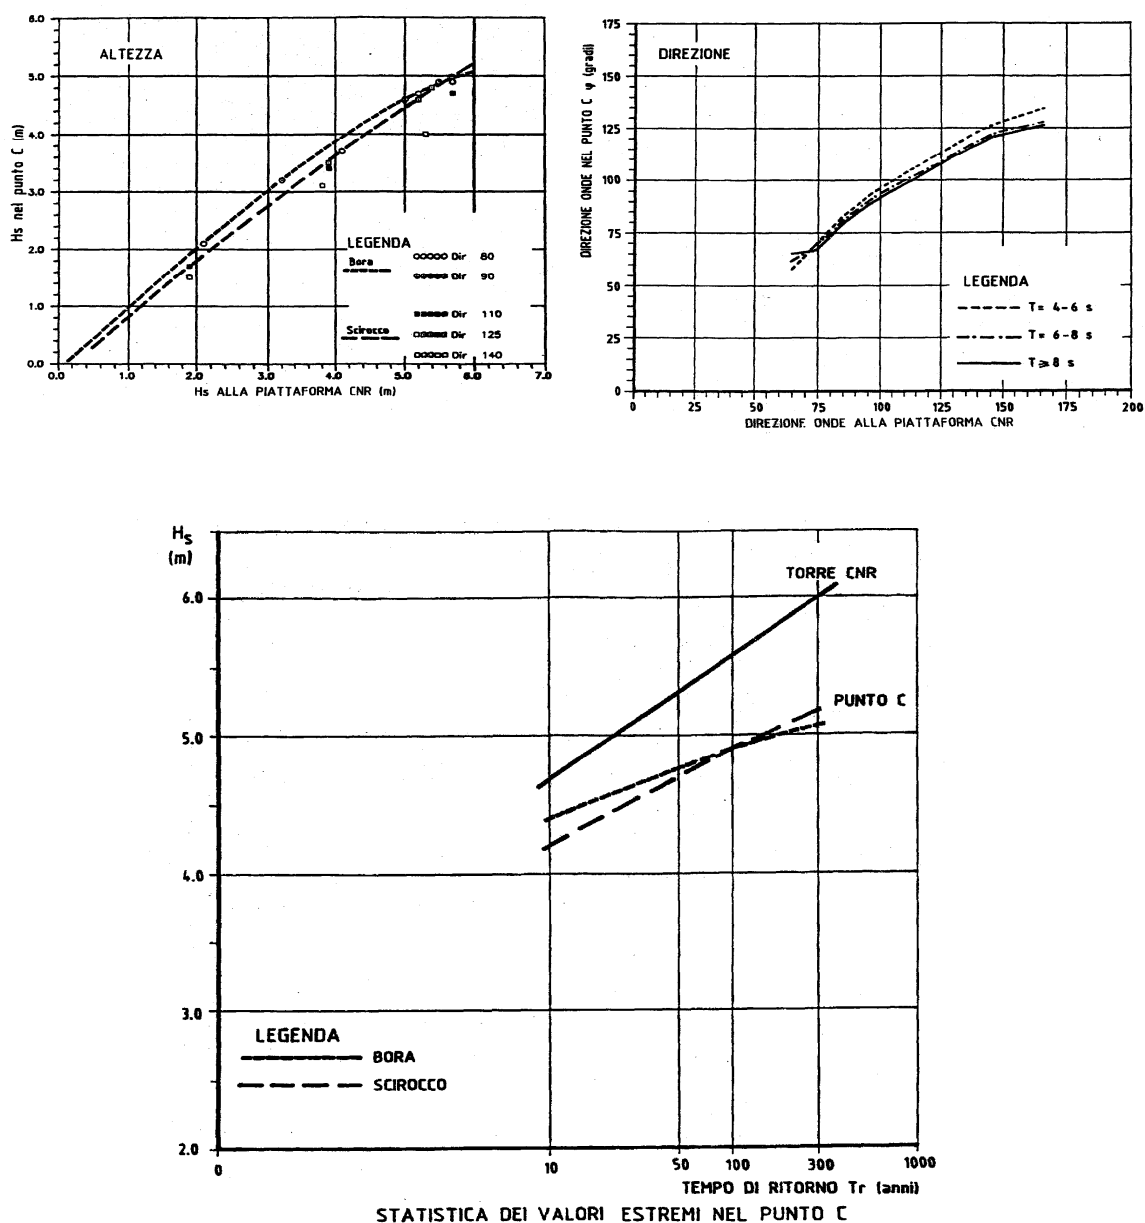 ALTEZZA
Hs nel punto C (m)
6.0
5.0
4.0
3.0
2.0
1.0
0.0
0.0 1.0 2.0 3.0 4.0 5.0 6.0 7.0
Hs ALLA PIATTAFORMA CNR (m)
LEGENDA
Bora
Dir 80
Dir 90
Scirocco
Dir 110
Dir 125
Dir 140
DIREZIONE
DIREZIONE ONDE NEL PUNTO C φ (gradi)
175
150
125
100
75
50
25
0
0 25 50 75 100 125 150 175 200
DIREZIONE ONDE ALLA PIATTAFORMA CNR
LEGENDA
T= 4-6 s
T= 6-8 s
T⩾8 s
Hs
(m)
6.0
5.0
4.0
3.0
2.0
TORRE CNR
PUNTO C
LEGENDA
BORA
SCIROCCO
0 10 50 100 300 1000
TEMPO DI RITORNO Tr (anni)
STATISTICA DEI VALORI ESTREMI NEL PUNTO C